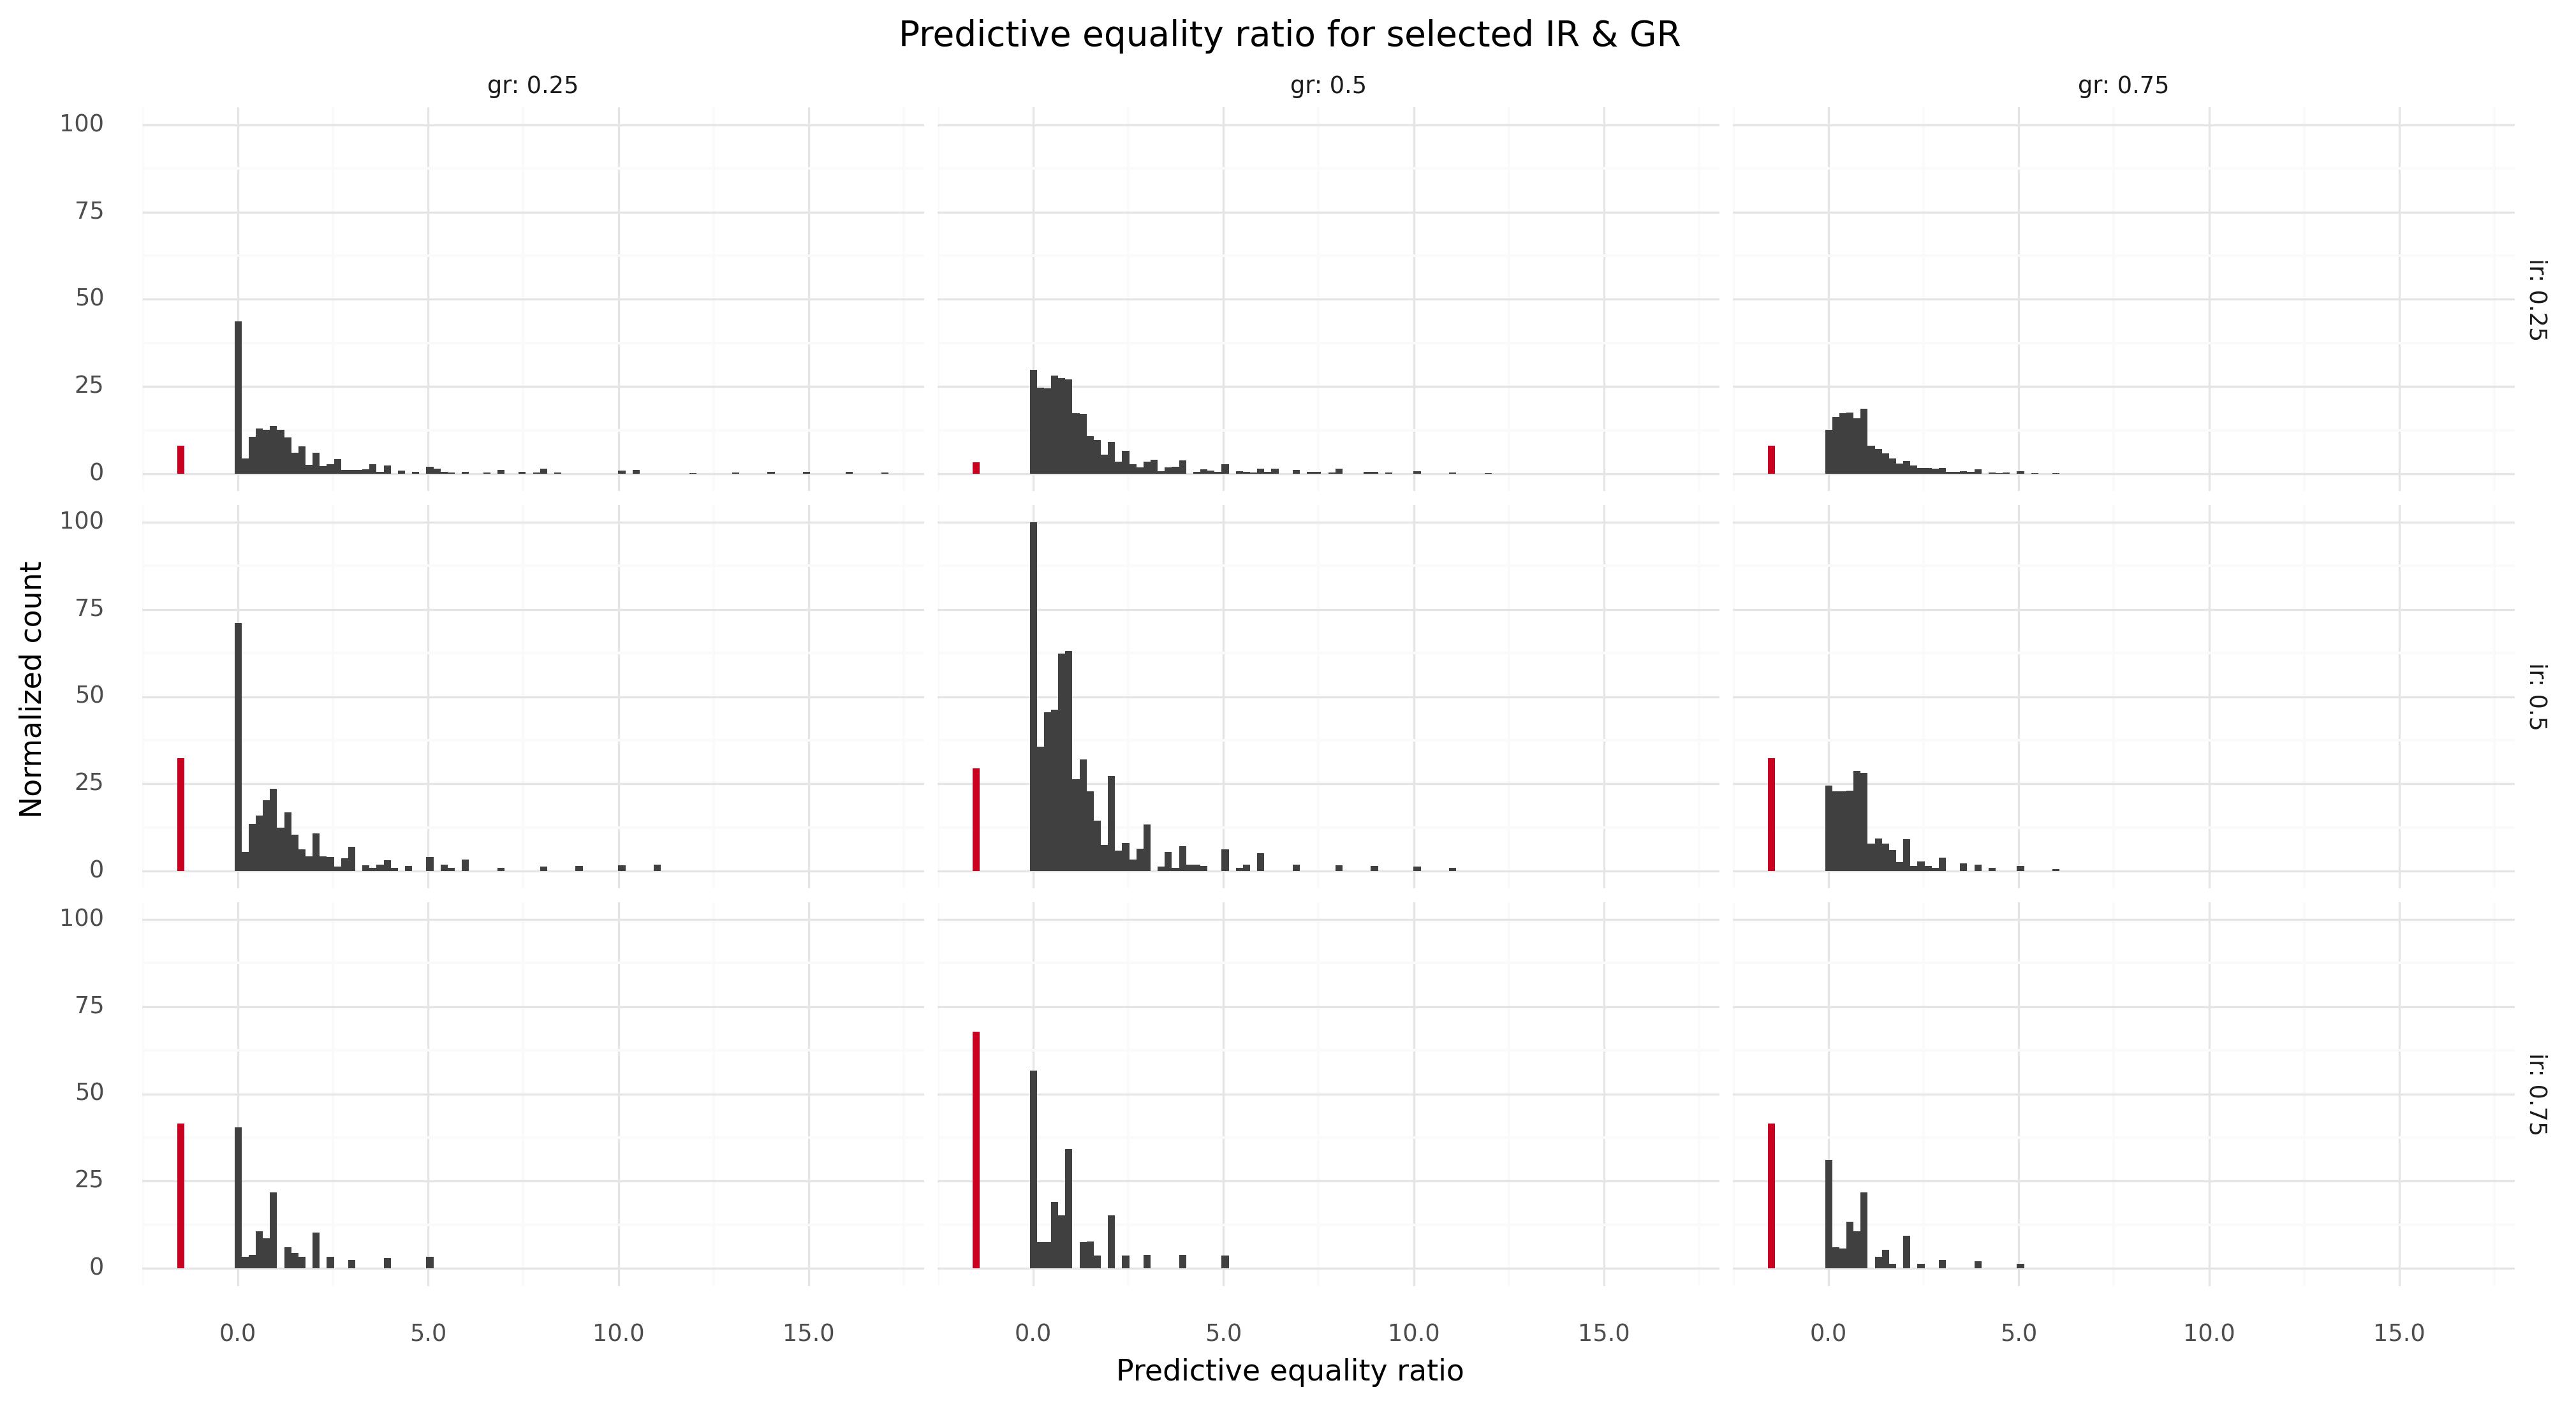 Predictive equality ratio for selected IR & GR
gr: 0.25
gr: 0.5
gr: 0.75
100
75
50
25
0
ir: 0.25
100
75
50
25
0
ir: 0.5
100
75
50
25
0
ir: 0.75
Normalized count
0.0 5.0 10.0 15.0
0.0 5.0 10.0 15.0
0.0 5.0 10.0 15.0
Predictive equality ratio